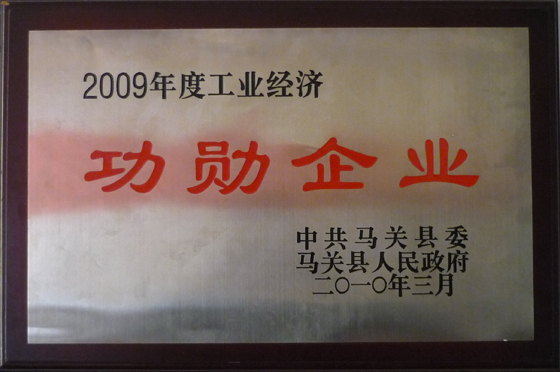 2009年度工业经济
功勋企业
中共马关县委
马关县人民政府
二〇一〇年三月